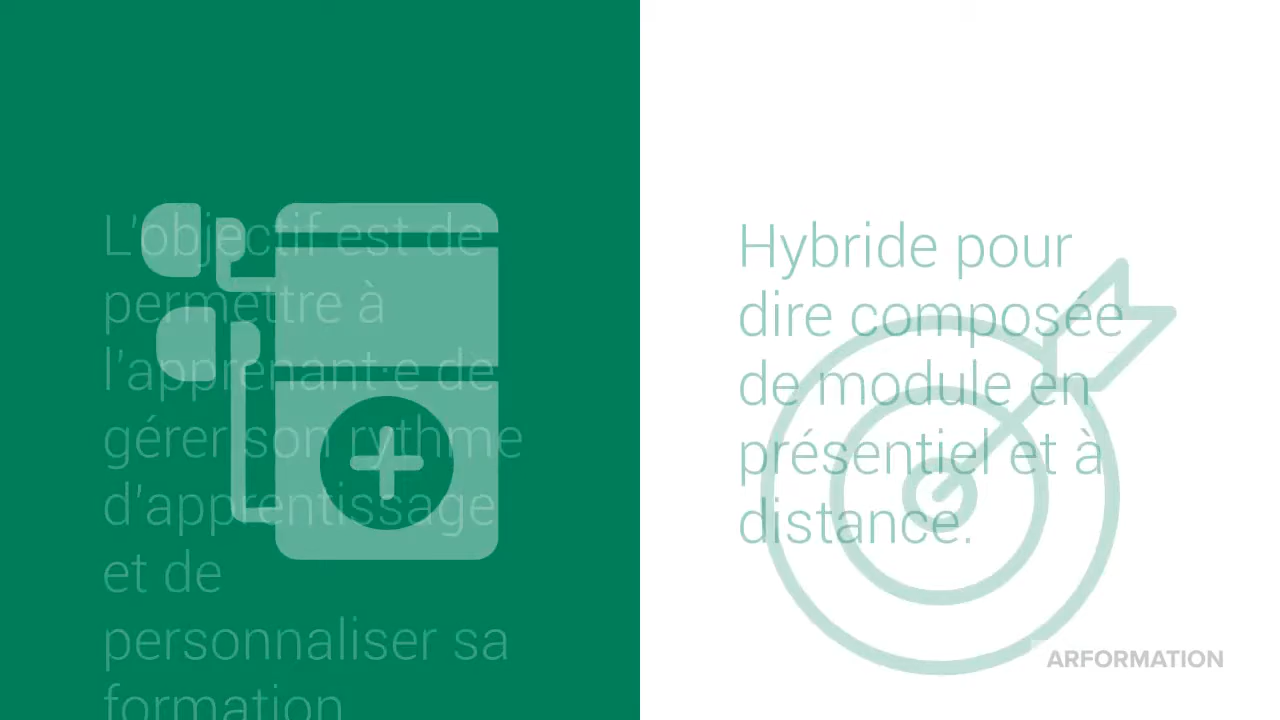 L'objectif est de
permettre à
l'apprenant·e de
gérer son rythme
d'apprentissage
et de
personnaliser sa
formation
Hybride pour
dire composée
de module en
présentiel et à
distance.
ARFORMATION